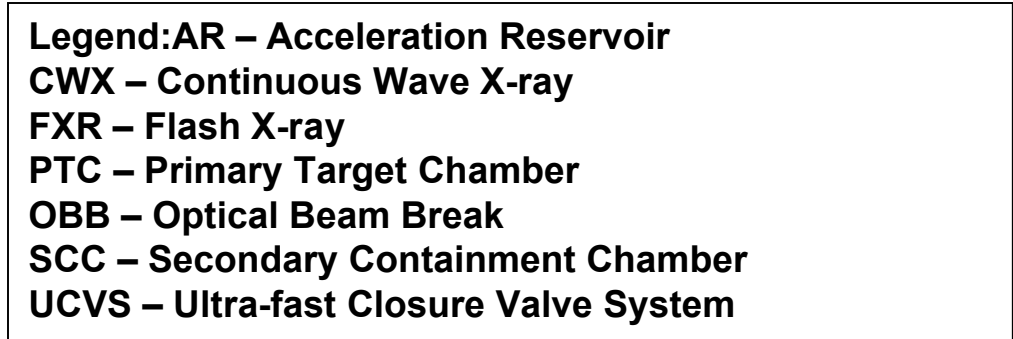 Legend:AR – Acceleration Reservoir
CWX – Continuous Wave X-ray
FXR – Flash X-ray
PTC – Primary Target Chamber
OBB – Optical Beam Break
SCC – Secondary Containment Chamber
UCVS – Ultra-fast Closure Valve System